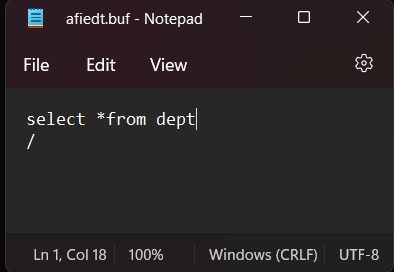 afiedt.buf - Notepad
File Edit View
select *from dept
/
Ln 1, Col 18 100% Windows (CRLF) UTF-8